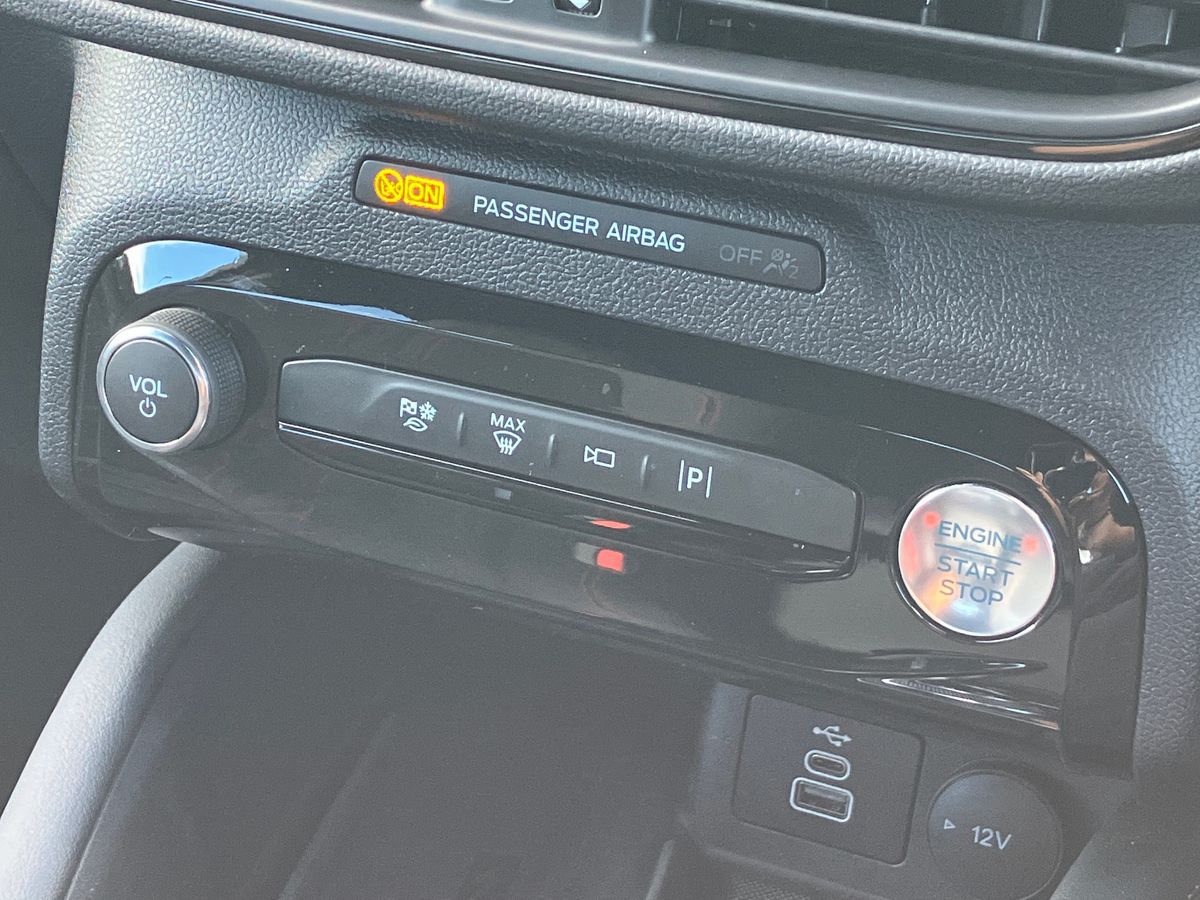 ON PASSENGER AIRBAG OFF
VOL
MAX
P
ENGINE
START
STOP
12V